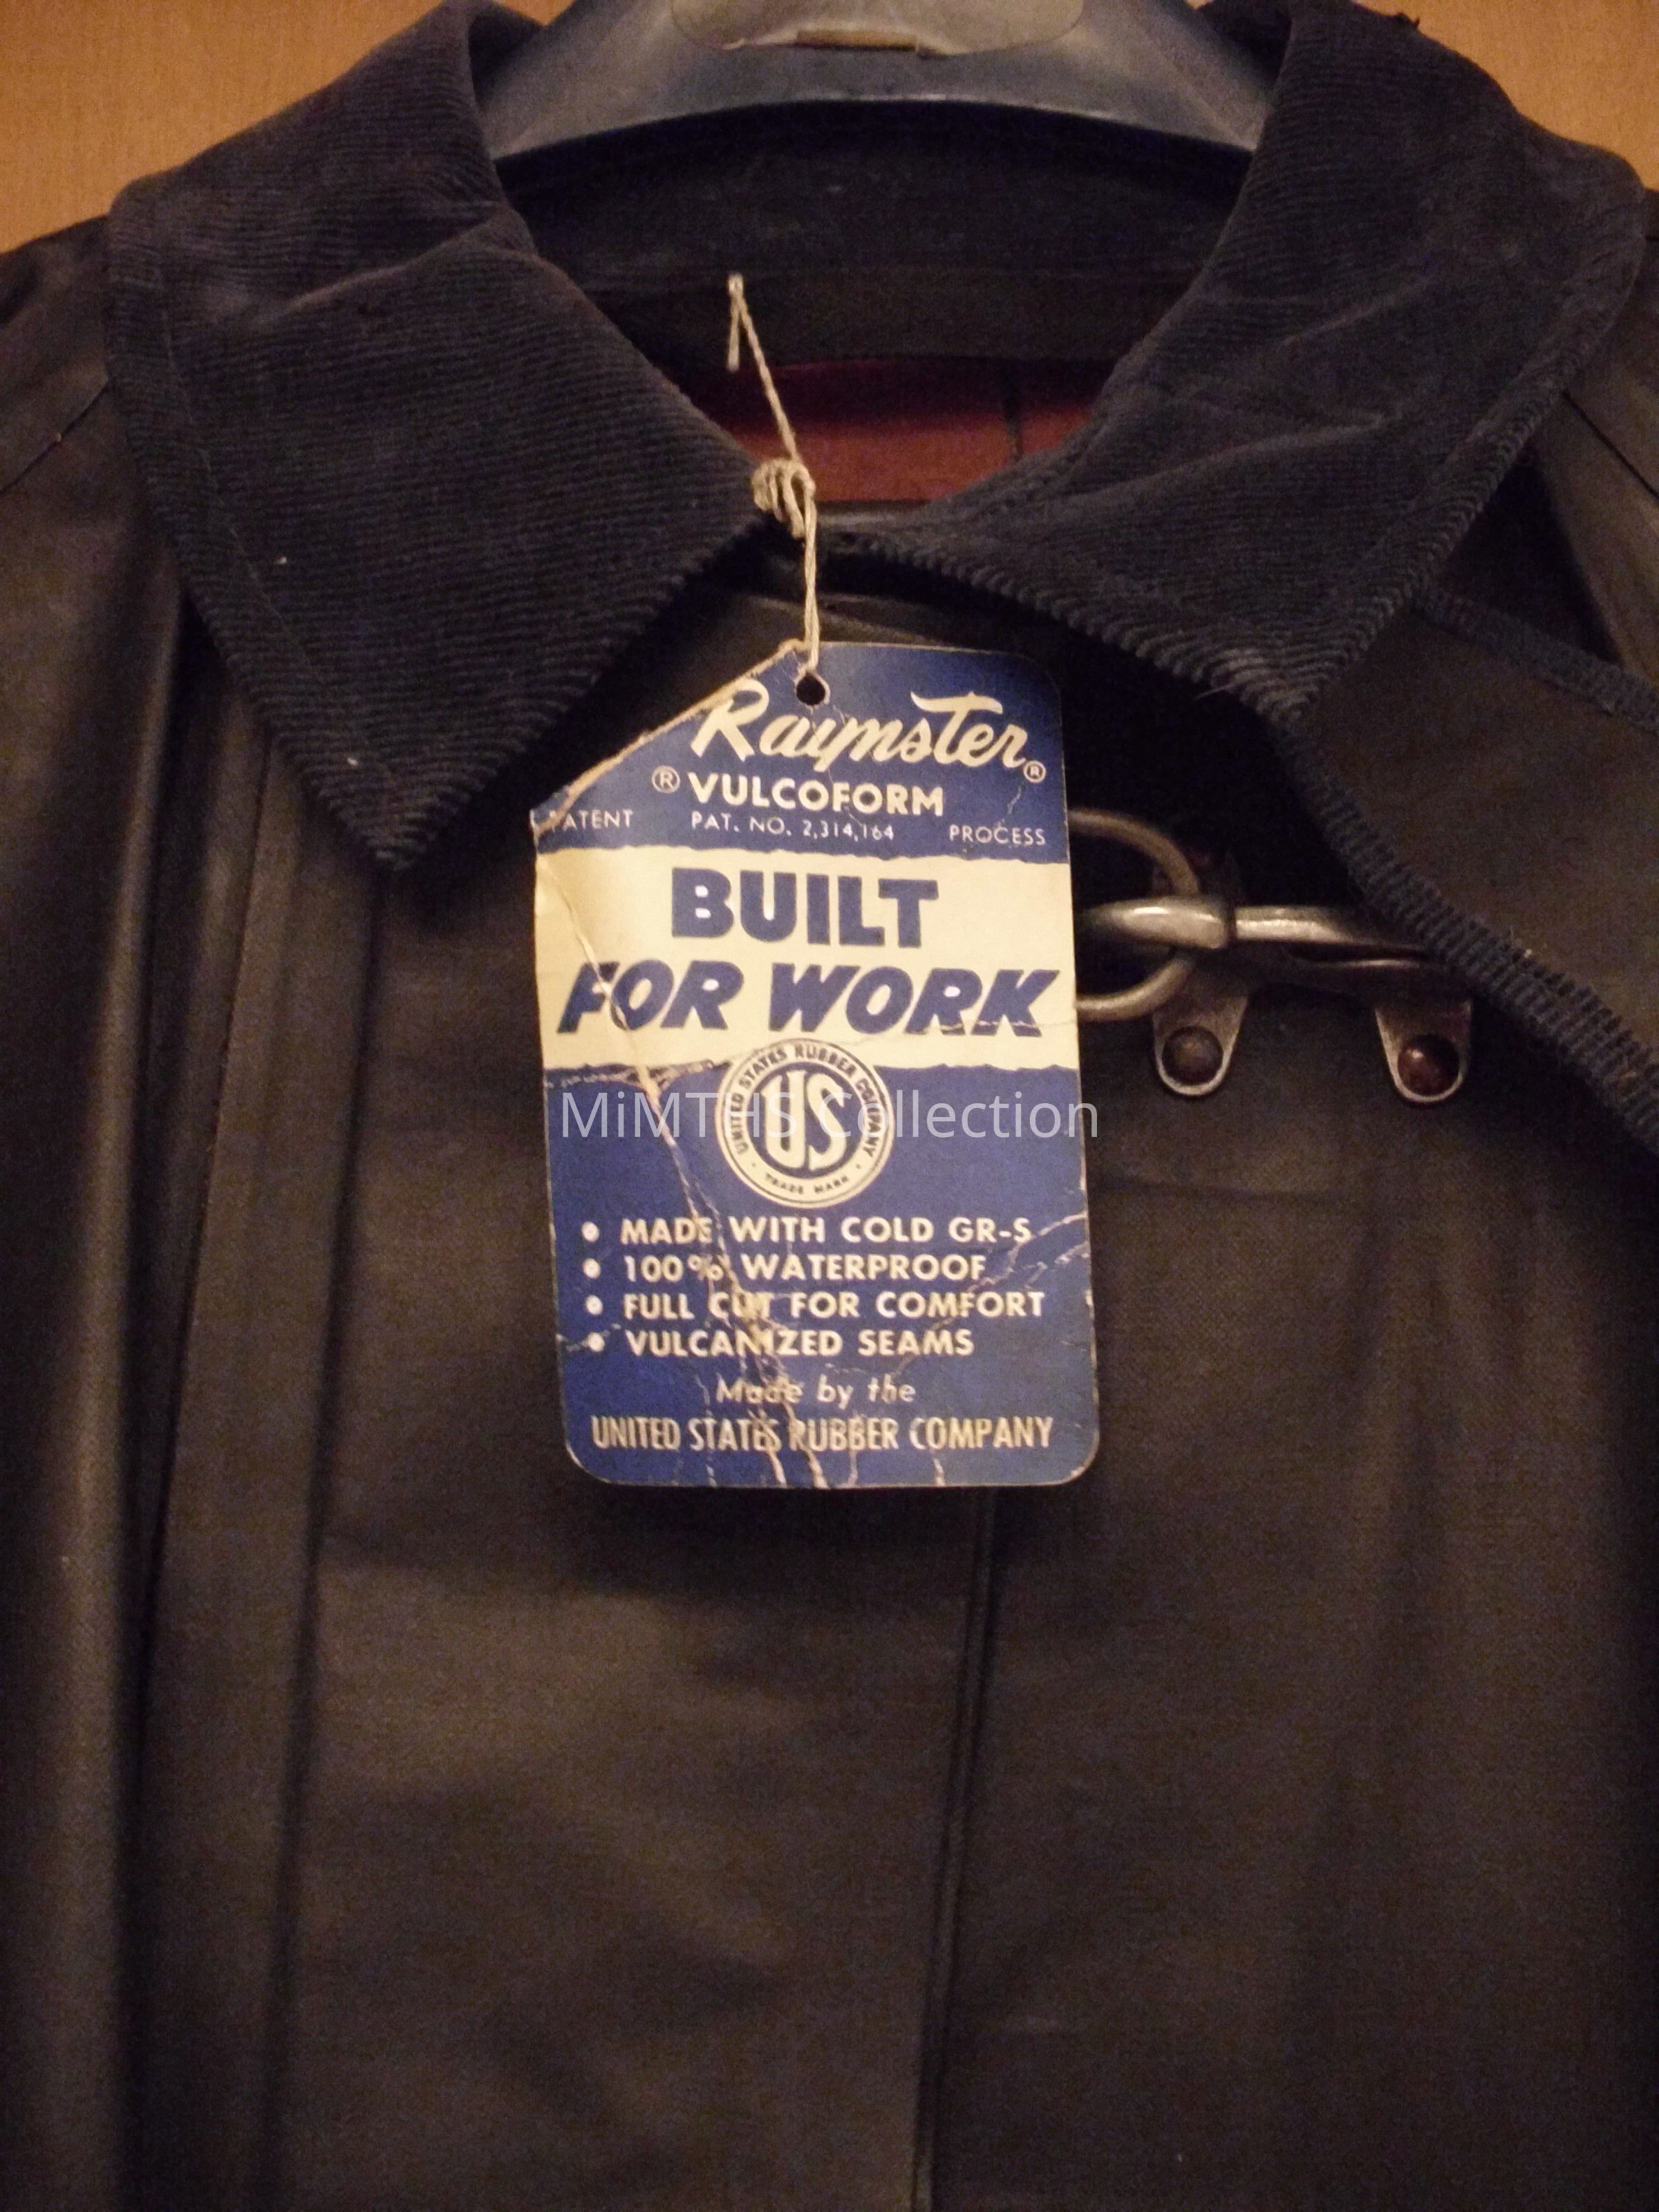 Raynster®
® VULCOFORM
PATENT PAT. NO. 2,314,164 PROCESS
BUILT
FOR WORK
UNITED STATES RUBBER COMPANY
US
TRADE MARK
MiMTHS Collection
• MADE WITH COLD GR-S
• 100% WATERPROOF
• FULL CUT FOR COMFORT
• VULCANIZED SEAMS
Made by the
UNITED STATES RUBBER COMPANY